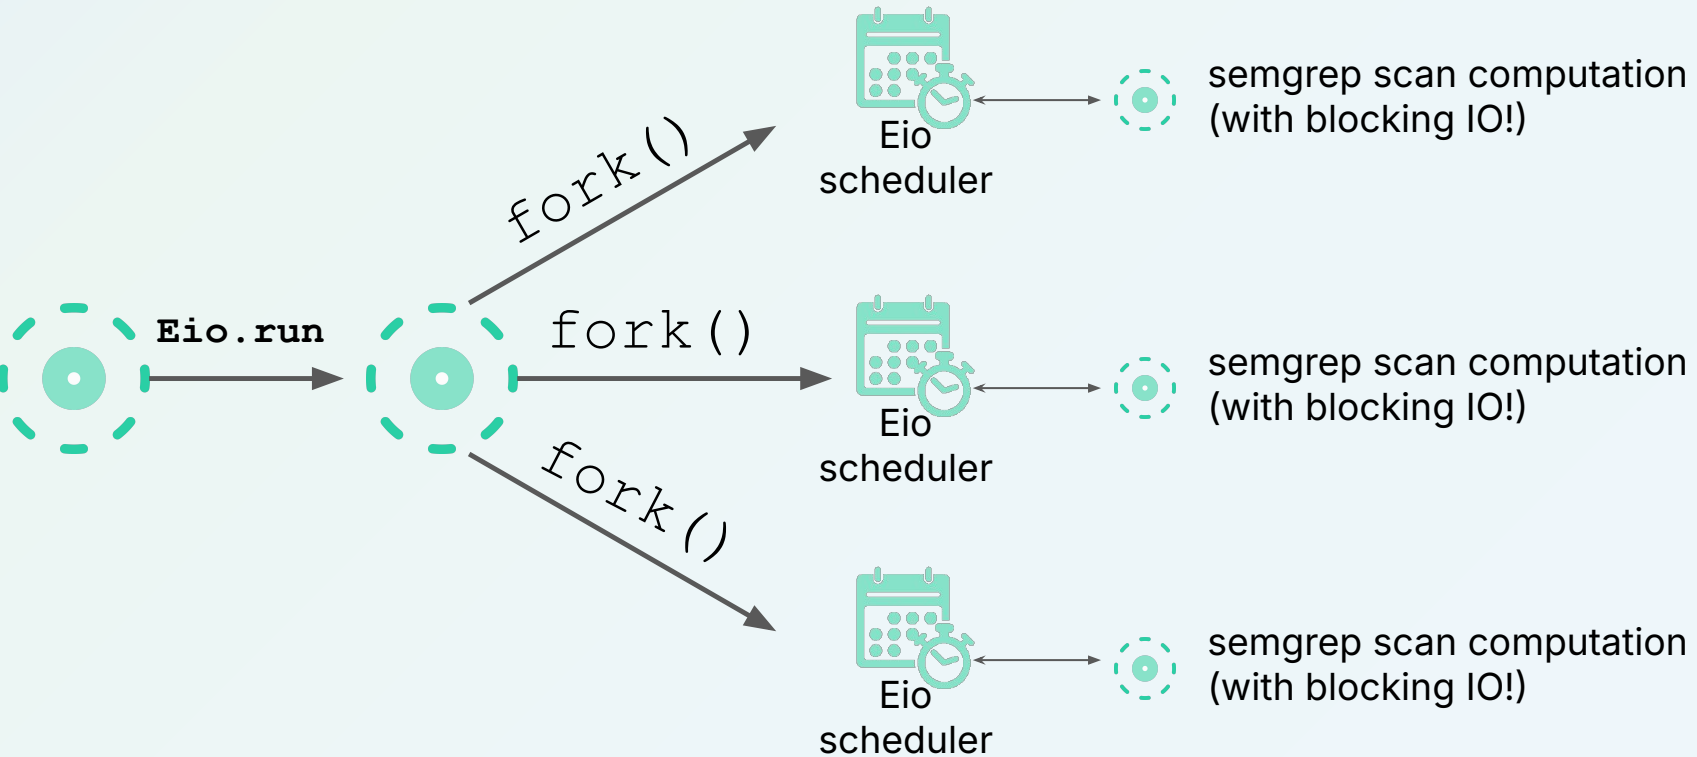 Eio.run
fork()
Eio
scheduler
semgrep scan computation
(with blocking IO!)
fork()
Eio
scheduler
semgrep scan computation
(with blocking IO!)
fork()
Eio
scheduler
semgrep scan computation
(with blocking IO!)